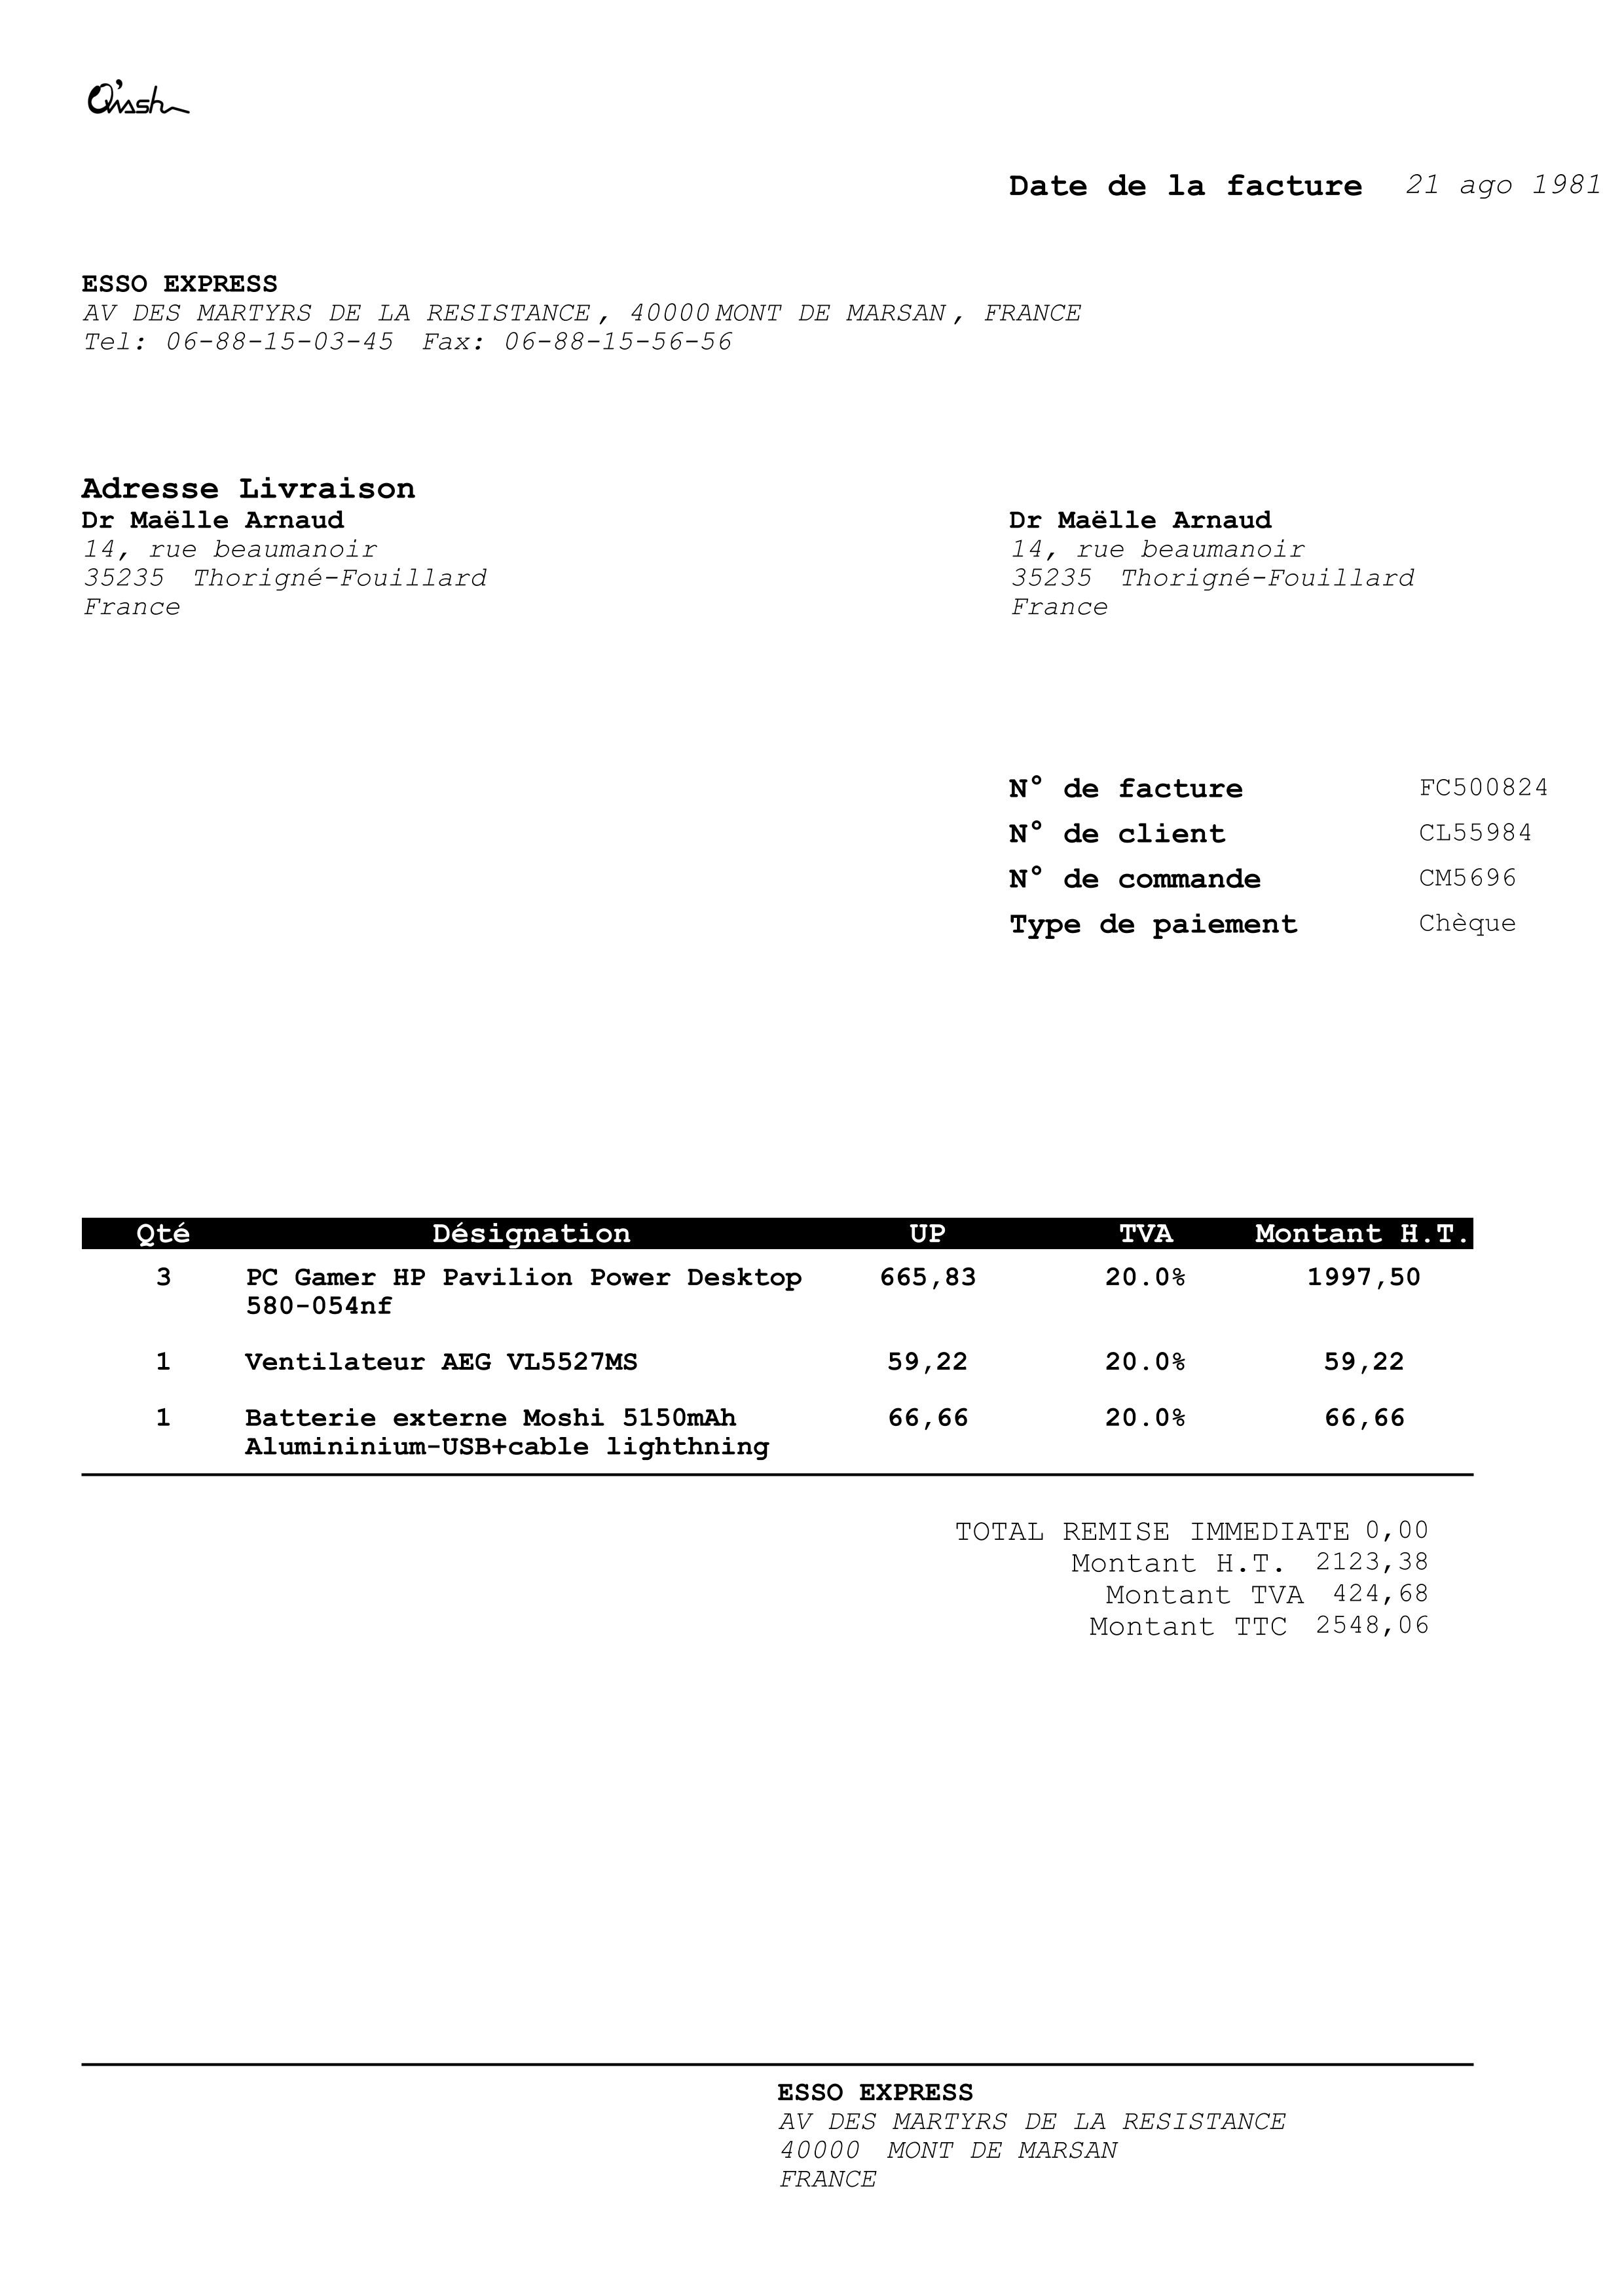 Date de la facture 21 ago 1981
ESSO EXPRESS
AV DES MARTYRS DE LA RESISTANCE, 40000 MONT DE MARSAN, FRANCE
Tel: 06-88-15-03-45 Fax: 06-88-15-56-56
Adresse Livraison
Dr Maëlle Arnaud
14, rue beaumanoir
35235 Thorigné-Fouillard
France
Dr Maëlle Arnaud
14, rue beaumanoir
35235 Thorigné-Fouillard
France
N° de facture FC500824
N° de client CL55984
N° de commande CM5696
Type de paiement Chèque
Qté Désignation UP TVA Montant H.T.
3 PC Gamer HP Pavilion Power Desktop 665,83 20.0% 1997,50
580-054nf
1 Ventilateur AEG VL5527MS 59,22 20.0% 59,22
1 Batterie externe Moshi 5150mAh 66,66 20.0% 66,66
Alumininium-USB+cable lighthning
TOTAL REMISE IMMEDIATE 0,00
Montant H.T. 2123,38
Montant TVA 424,68
Montant TTC 2548,06
ESSO EXPRESS
AV DES MARTYRS DE LA RESISTANCE
40000 MONT DE MARSAN
FRANCE